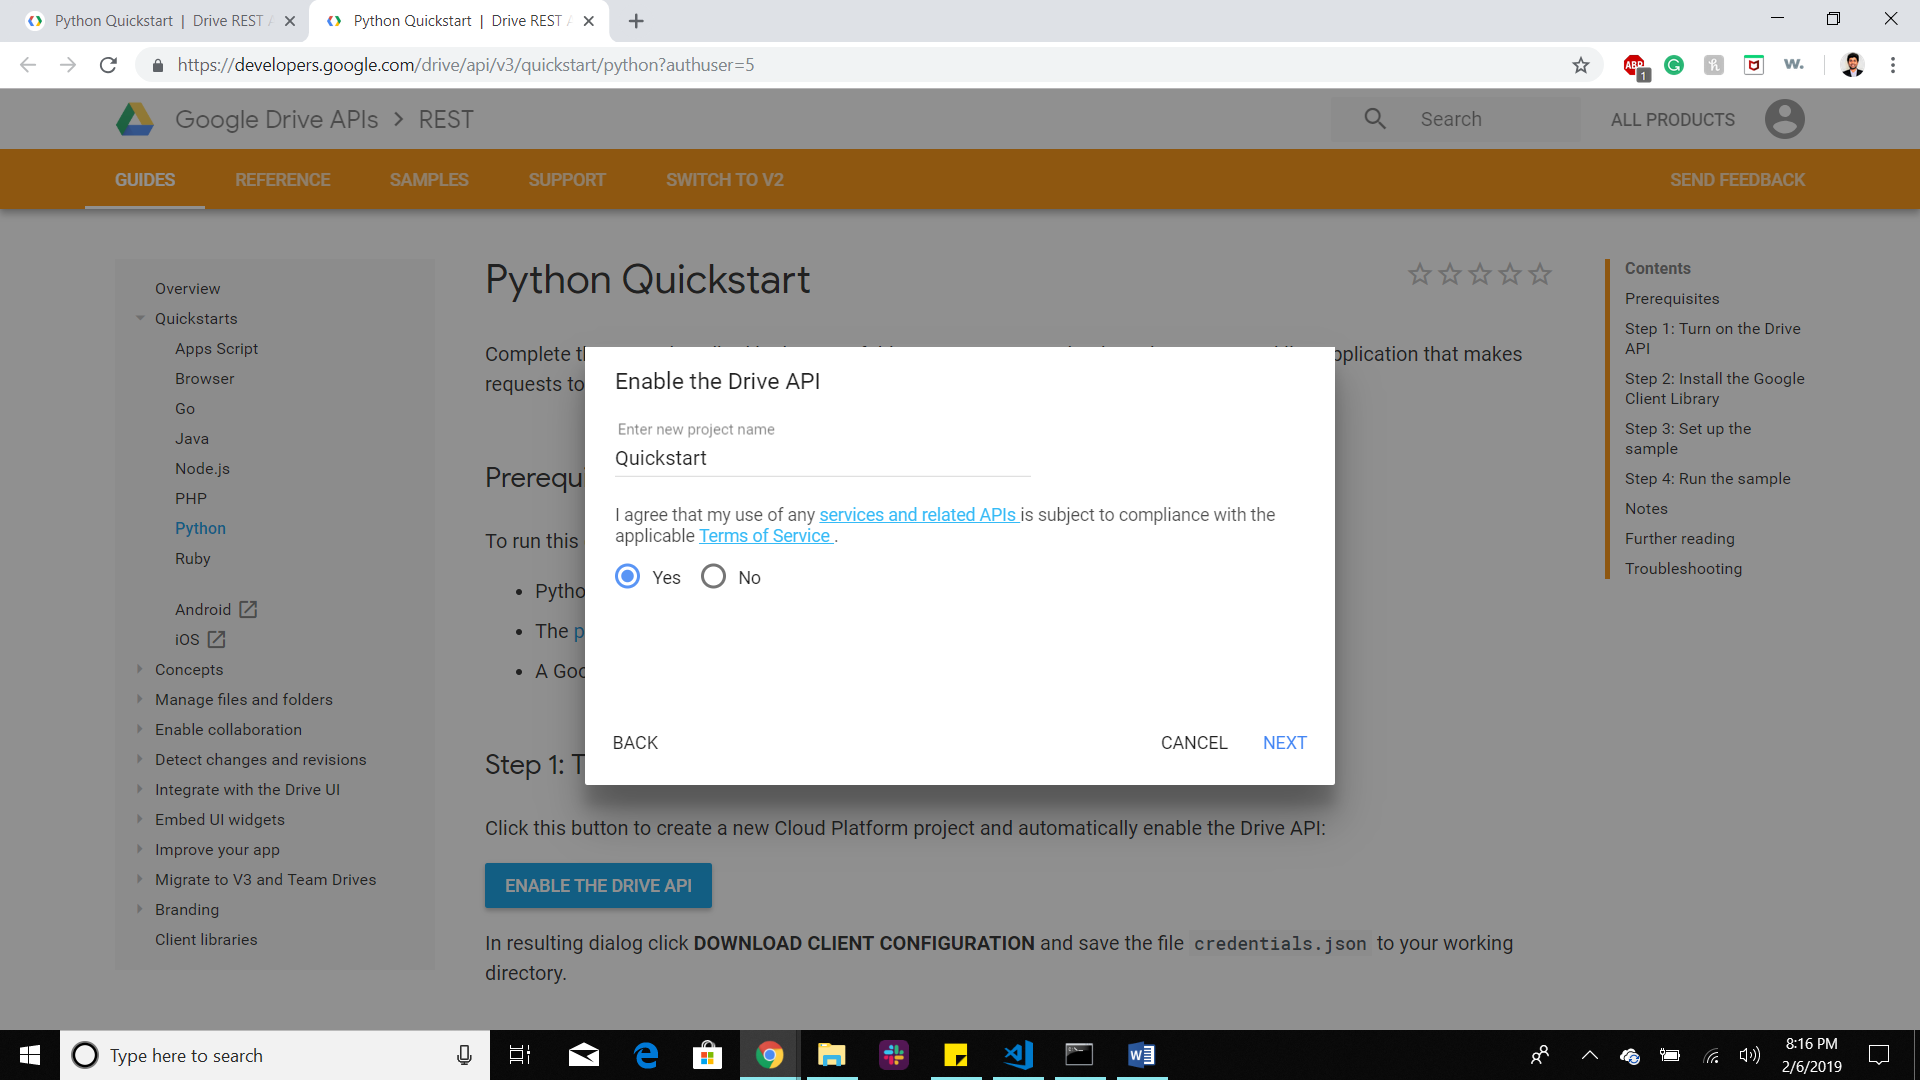 Python Quickstart | Drive REST
Python Quickstart | Drive REST
https://developers.google.com/drive/api/v3/quickstart/python?authuser=5
ABP
1
w.
Google Drive APIs > REST
Search
ALL PRODUCTS
GUIDES
REFERENCE
SAMPLES
SUPPORT
SWITCH TO V2
SEND FEEDBACK
Overview
Quickstarts
Apps Script
Browser
Go
Java
Node.js
PHP
Python
Ruby
Android
iOS
Concepts
Manage files and folders
Enable collaboration
Detect changes and revisions
Integrate with the Drive UI
Embed UI widgets
Improve your app
Migrate to V3 and Team Drives
Branding
Client libraries
Python Quickstart
Complete that makes
requests to
Prerequi
To run this
• Pytho
• The p
• A Goo
Enable the Drive API
Enter new project name
Quickstart
I agree that my use of any services and related APIs is subject to compliance with the
applicable Terms of Service .
Yes No
BACK
CANCEL
NEXT
Step 1: T
Click this button to create a new Cloud Platform project and automatically enable the Drive API:
ENABLE THE DRIVE API
In resulting dialog click DOWNLOAD CLIENT CONFIGURATION and save the file credentials.json to your working
directory.
Contents
Prerequisites
Step 1: Turn on the Drive
API
Step 2: Install the Google
Client Library
Step 3: Set up the
sample
Step 4: Run the sample
Notes
Further reading
Troubleshooting
Type here to search
8:16 PM
2/6/2019